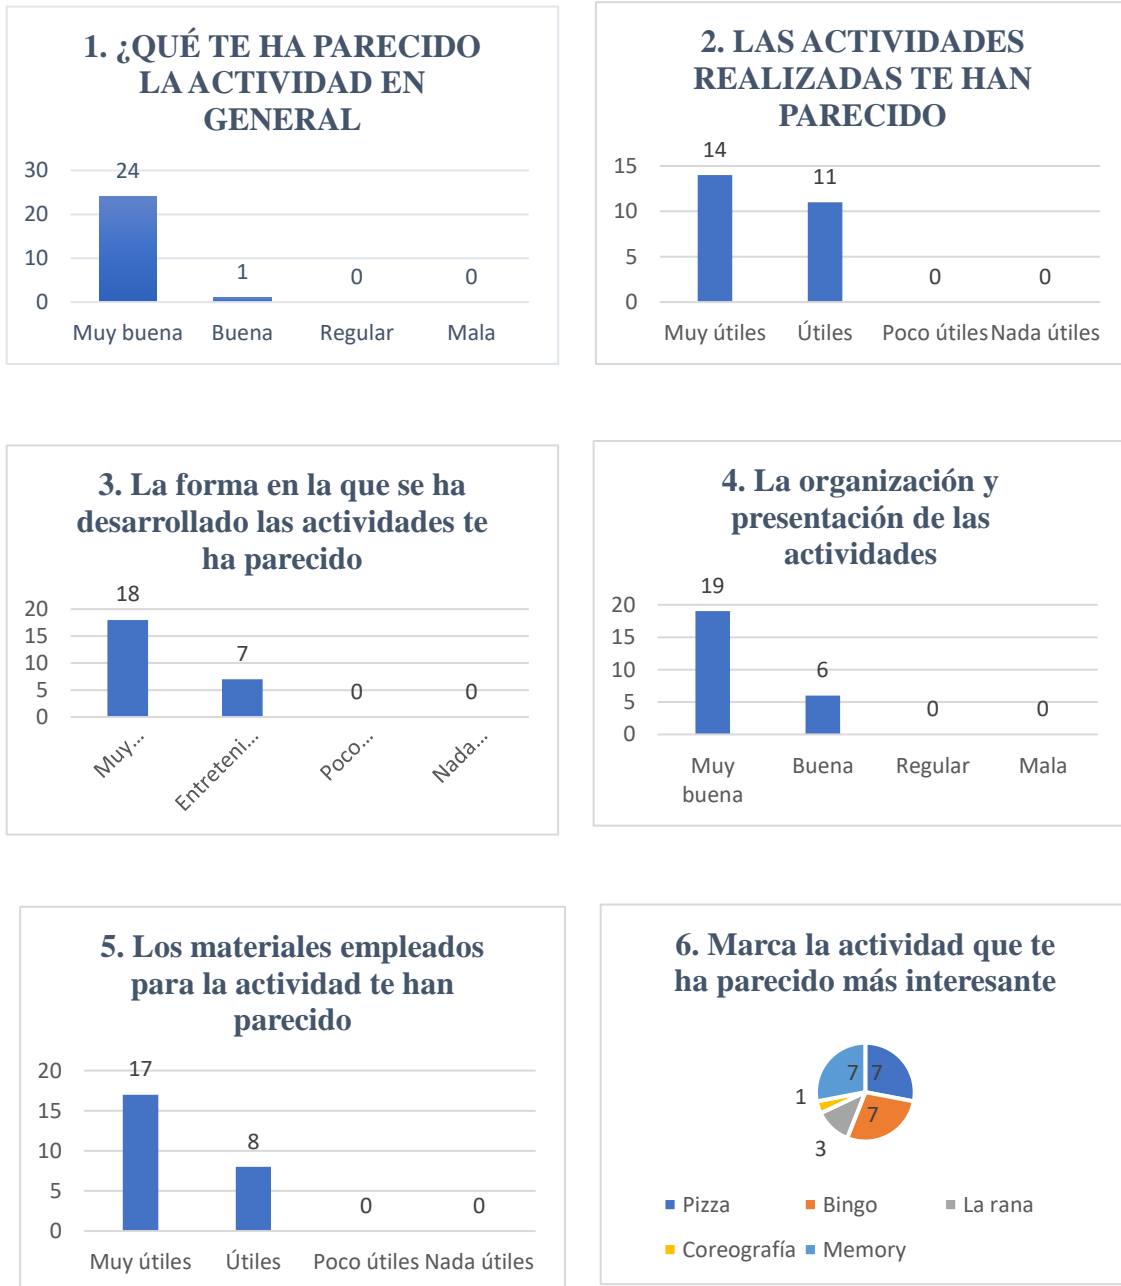 1. ¿QUÉ TE HA PARECIDO
LA ACTIVIDAD EN
GENERAL
30
20
10
0
24
1
0
0
Muy buena Buena Regular Mala
2. LAS ACTIVIDADES
REALIZADAS TE HAN
PARECIDO
15
10
5
0
14
11
0
0
Muy útiles Útiles Poco útiles Nada útiles
3. La forma en la que se ha
desarrollado las actividades te
ha parecido
20
15
10
5
0
18
7
0
0
Muy...
Entreteni...
Poco...
Nada...
4. La organización y
presentación de las
actividades
20
15
10
5
0
19
6
0
0
Muy
buena
Buena Regular Mala
5. Los materiales empleados
para la actividad te han
parecido
20
15
10
5
0
17
8
0
0
Muy útiles Útiles Poco útiles Nada útiles
6. Marca la actividad que te
ha parecido más interesante
7
7
1
7
3
Pizza Bingo La rana
Coreografía Memory